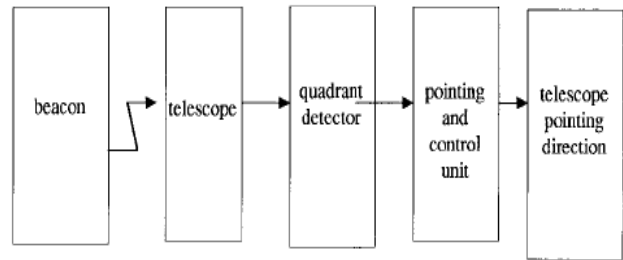 beacon
telescope
quadrant
detector
pointing
and
control
unit
telescope
pointing
direction